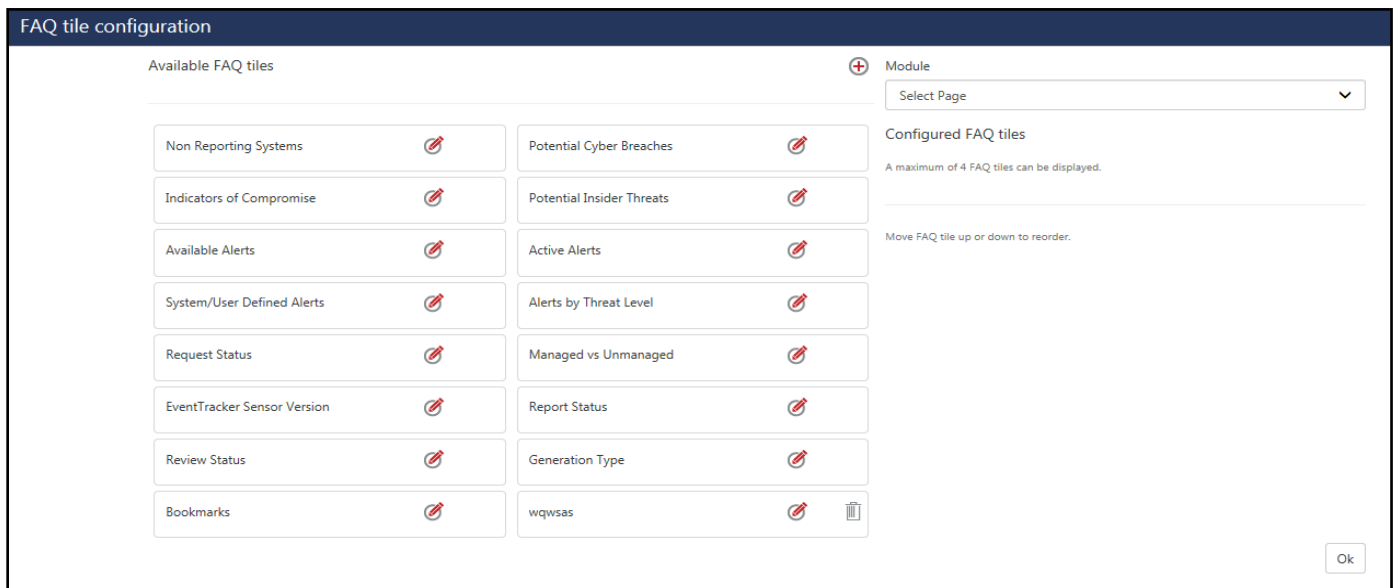 FAQ tile configuration
Available FAQ tiles
Non Reporting Systems
Potential Cyber Breaches
Indicators of Compromise
Potential Insider Threats
Available Alerts
Active Alerts
System/User Defined Alerts
Alerts by Threat Level
Request Status
Managed vs Unmanaged
EventTracker Sensor Version
Report Status
Review Status
Generation Type
Bookmarks
wqwsas
Module
Select Page
Configured FAQ tiles
A maximum of 4 FAQ tiles can be displayed.
Move FAQ tile up or down to reorder.
Ok